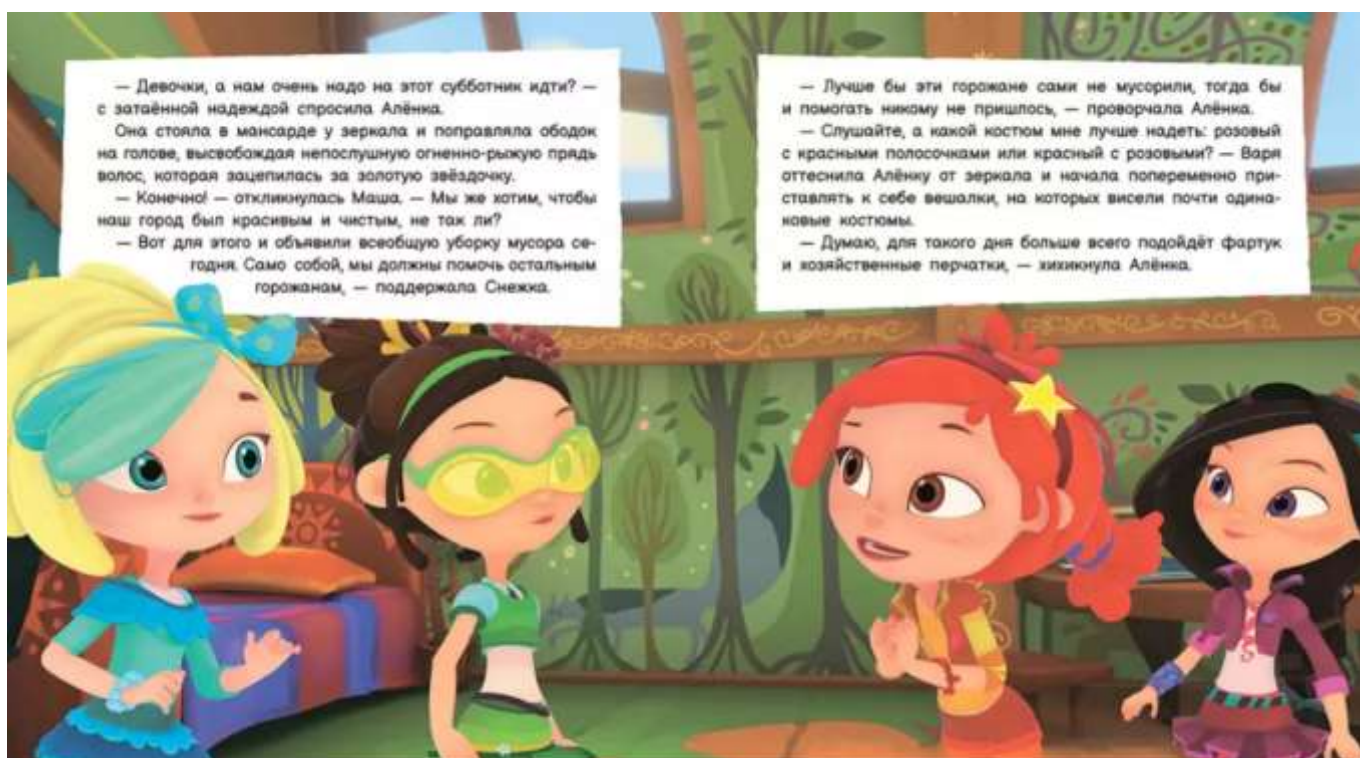 — Девочки, а нам очень надо на этот субботник идти? —
с затаённой надеждой спросила Алёнка.
Она стояла в мансарде у зеркала и поправляла ободок
на голове, высвобождая непослушную огненно-рыжую прядь
волос, которая зацепилась за золотую звёздочку.
— Конечно! — откликнулась Маша. — Мы же хотим, чтобы
наш город был красивым и чистым, не так ли?
— Вот для этого и объявили всеобщую уборку мусора се-
годня. Само собой, мы должны помочь остальным
горожанам, — поддержала Снежка.
— Лучше бы эти горожане сами не мусорили, тогда бы
и помогать никому не пришлось, — проворчала Алёнка.
— Слушайте, а какой костюм мне лучше надеть: розовый
с красными полосочками или красный с розовыми? — Варя
оттеснила Алёнку от зеркала и начала попеременно при-
ставлять к себе вешалки, на которых висели почти одина-
ковые костюмы.
— Думаю, для такого дня больше всего подойдёт фартук
и хозяйственные перчатки, — хихикнула Алёнка.